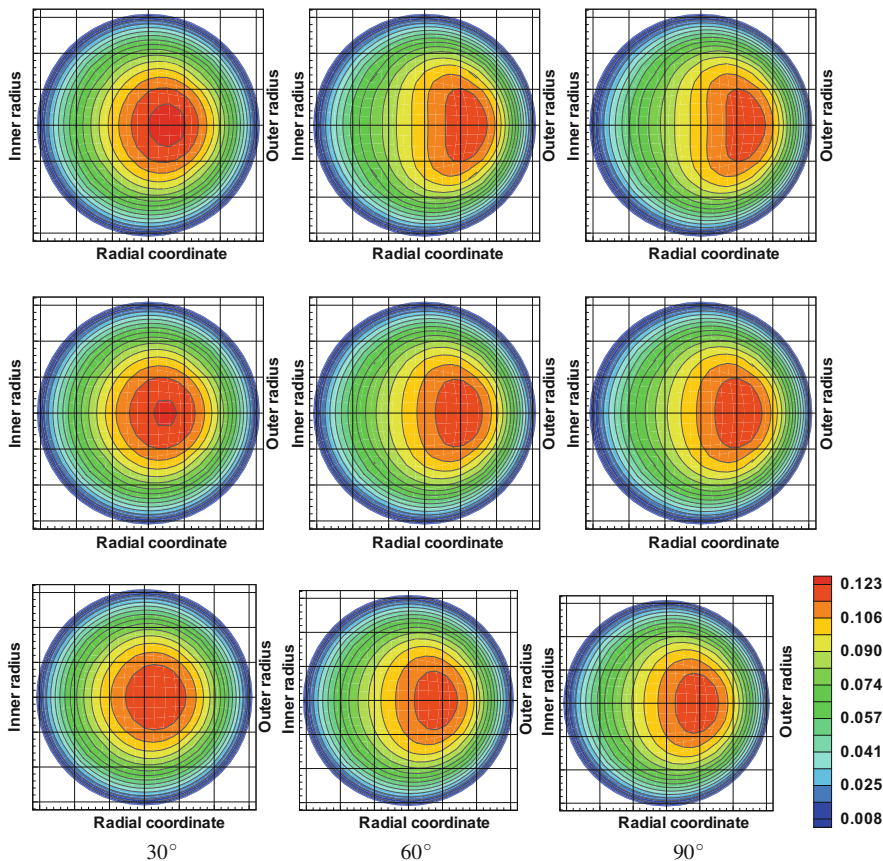 Inner radius
Outer radius
Inner radius
Outer radius
Inner radius
Outer radius
Radial coordinate
Radial coordinate
Radial coordinate
Inner radius
Outer radius
Inner radius
Outer radius
Inner radius
Outer radius
Radial coordinate
Radial coordinate
Radial coordinate
Inner radius
Outer radius
Inner radius
Outer radius
Inner radius
Outer radius
0.123
0.106
0.090
0.074
0.057
0.041
0.025
0.008
Radial coordinate
Radial coordinate
Radial coordinate
30°
60°
90°